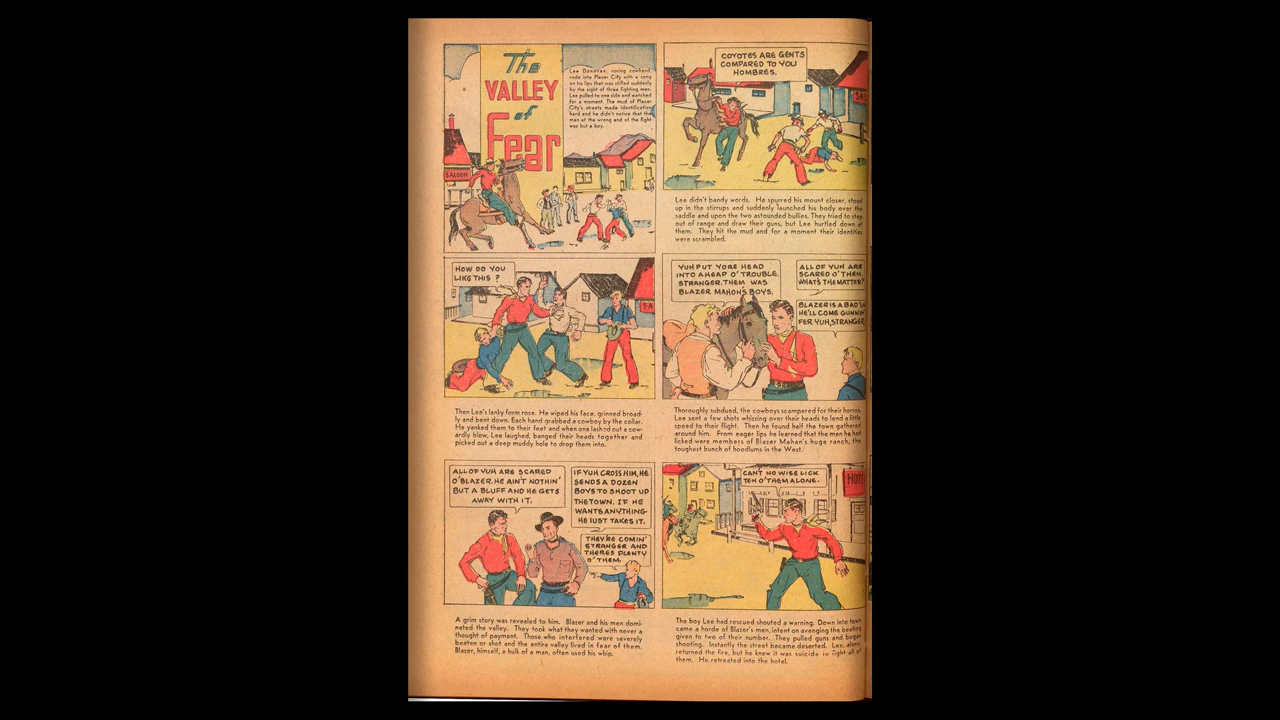 The
VALLEY
of
Fear
Lee Donovan, roving cowhand,
rode into Placer City with a song
on his lips that was stilled suddenly
by the sight of three fighting men.
Lee pulled to one side and watched
for a moment. The mud of Placer
City's streets made identification
hard and he didn't notice that the
man at the wrong end of the fight
was but a boy.
SALOON
COYOTES ARE GENTS
COMPARED TO YOU
HOMBRES.
SAL
Lee didn't bandy words. He spurred his mount closer, stood
up in the stirrups and suddenly launched his body over the
saddle and upon the two astounded bullies. They tried to step
out of range and draw their guns, but Lee hurtled down at
them. They hit the mud and for a moment their identities
were scrambled.
HOW DO YOU
LIKE THIS ?
SA
Then Lee's lanky form rose. He wiped his face, grinned broad-
ly and bent down. Each hand grabbed a cowboy by the collar.
He yanked them to their feet and when one lashed out a cow-
ardly blow, Lee laughed, banged their heads together and
picked out a deep muddy hole to drop them into.
YUH PUT YORE HEAD
INTO A HEAP O' TROUBLE,
STRANGER. THEM WAS
BLAZER MAHON'S BOYS.
ALL OF YUH ARE
SCARED O' THEM.
WHAT'S THE MATTER?
BLAZER IS A BAD
HE'LL COME GUNNIN'
FER YUH, STRANGER
Thoroughly subdued, the cowboys scampered for their horses.
Lee sent a few shots whizzing over their heads to lend a little
speed to their flight. Then he found half the town gathered
around him. From eager lips he learned that the man he had
licked were members of Blazer Mahan's huge ranch, the
toughest bunch of hoodlums in the West.
ALL OF YUH ARE SCARED
O' BLAZER. HE AIN'T NOTHIN'
BUT A BLUFF AND HE GETS
AWAY WITH IT.
IF YUH CROSS HIM, HE
SENDS A DOZEN
BOYS TO SHOOT UP
THE TOWN. IF HE
WANTS ANYTHING
HE JUST TAKES IT.
THEY'RE COMIN'
STRANGER AND
THERES PLENTY
O' THEM.
A grim story was revealed to him. Blazer and his men domi-
nated the valley. They took what they wanted with never a
thought of payment. Those who interfered were severely
beaten or shot and the entire valley lived in fear of them.
Blazer, himself, a hulk of a man, often used his whip.
CAN'T NO WISE LICK
TEN O' THEM ALONE.
HOT
The boy Lee had rescued shouted a warning. Down into town
came a horde of Blazer's men, intent on avenging the beating
given to two of their number. They pulled guns and began
shooting. Instantly the street became deserted. Lee, alone
returned the fire, but he knew it was suicide to fight all of
them. He retreated into the hotel.